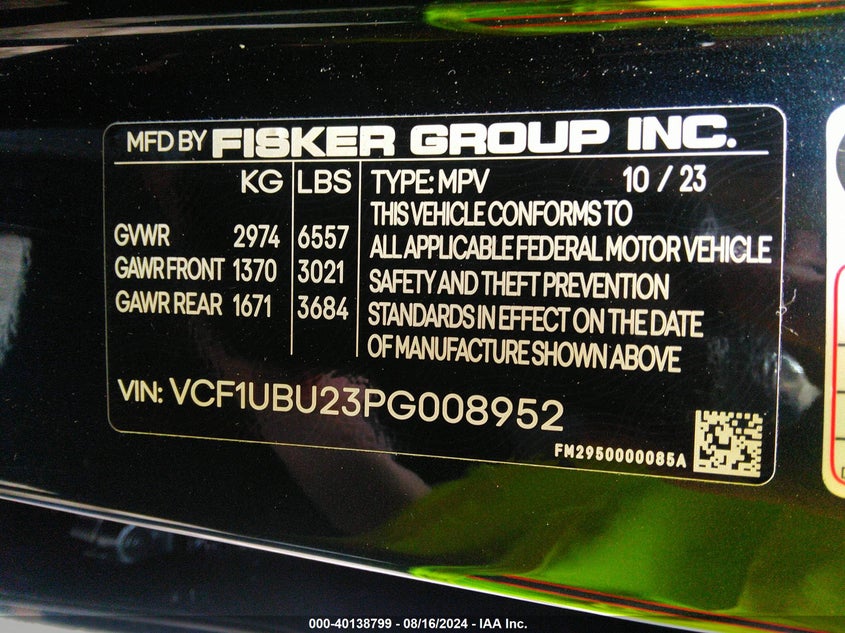 MFD BY FISKER GROUP INC.
KG LBS TYPE: MPV 10 / 23
THIS VEHICLE CONFORMS TO
GVWR 2974 6557 ALL APPLICABLE FEDERAL MOTOR VEHICLE
GAWR FRONT 1370 3021 SAFETY AND THEFT PREVENTION
GAWR REAR 1671 3684 STANDARDS IN EFFECT ON THE DATE
OF MANUFACTURE SHOWN ABOVE
VIN: VCF1UBU23PG008952
FM2950000085A
000-40138799 - 08/16/2024 - IAA Inc.